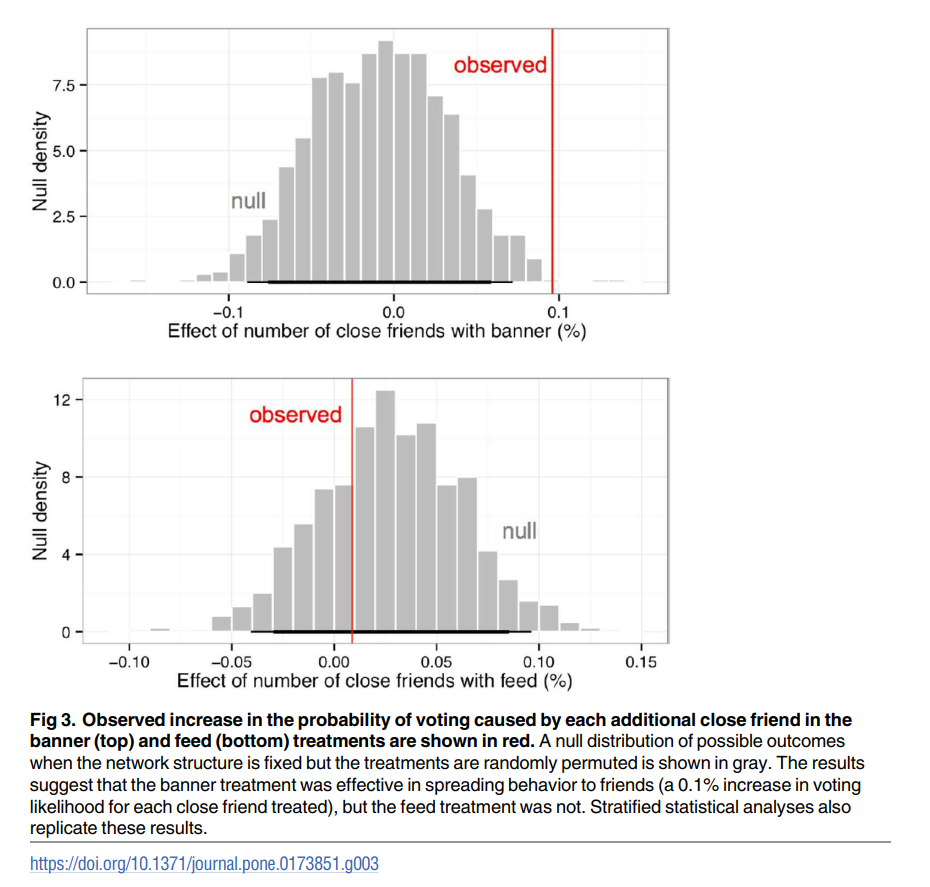 observed
7.5
5.0
null
2.5
0.0
Null density
−0.1 0.0 0.1
Effect of number of close friends with banner (%)
12
observed
8
null
4
0
Null density
−0.10 −0.05 0.00 0.05 0.10 0.15
Effect of number of close friends with feed (%)
Fig 3. Observed increase in the probability of voting caused by each additional close friend in the
banner (top) and feed (bottom) treatments are shown in red. A null distribution of possible outcomes
when the network structure is fixed but the treatments are randomly permuted is shown in gray. The results
suggest that the banner treatment was effective in spreading behavior to friends (a 0.1% increase in voting
likelihood for each close friend treated), but the feed treatment was not. Stratified statistical analyses also
replicate these results.
https://doi.org/10.1371/journal.pone.0173851.g003